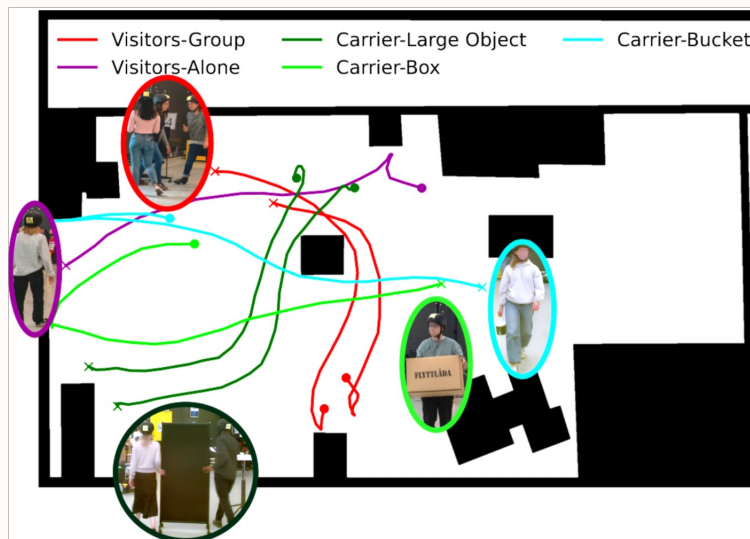 Visitors-Group
Carrier-Large Object
Carrier-Bucket
Visitors-Alone
Carrier-Box
FLYTTLÅDA